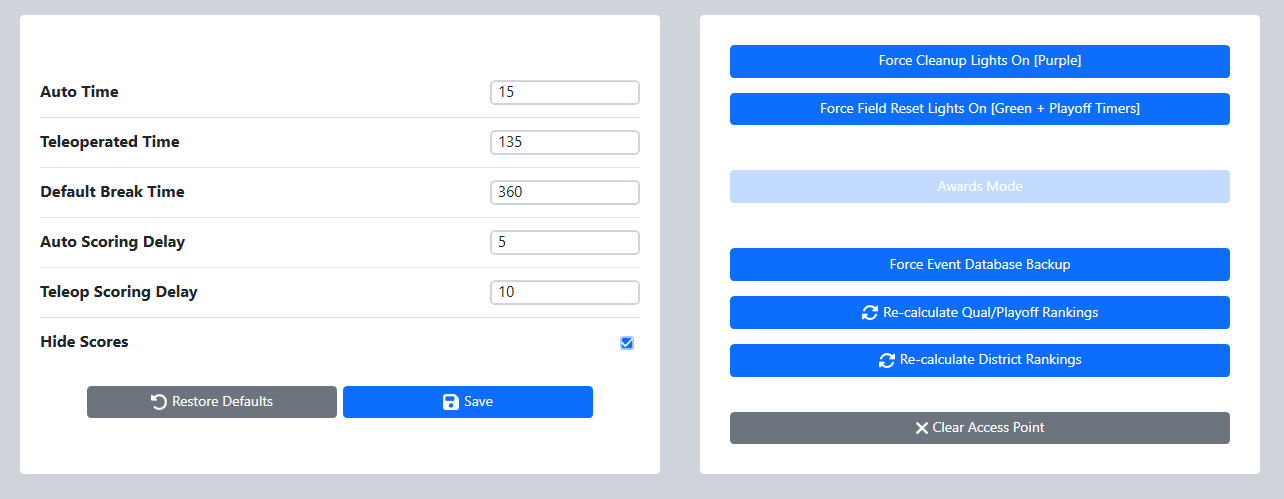 Auto Time 15
Teleoperated Time 135
Default Break Time 360
Auto Scoring Delay 5
Teleop Scoring Delay 10
Hide Scores
Restore Defaults Save
Force Cleanup Lights On [Purple]
Force Field Reset Lights On [Green + Playoff Timers]
Awards Mode
Force Event Database Backup
Re-calculate Qual/Playoff Rankings
Re-calculate District Rankings
Clear Access Point